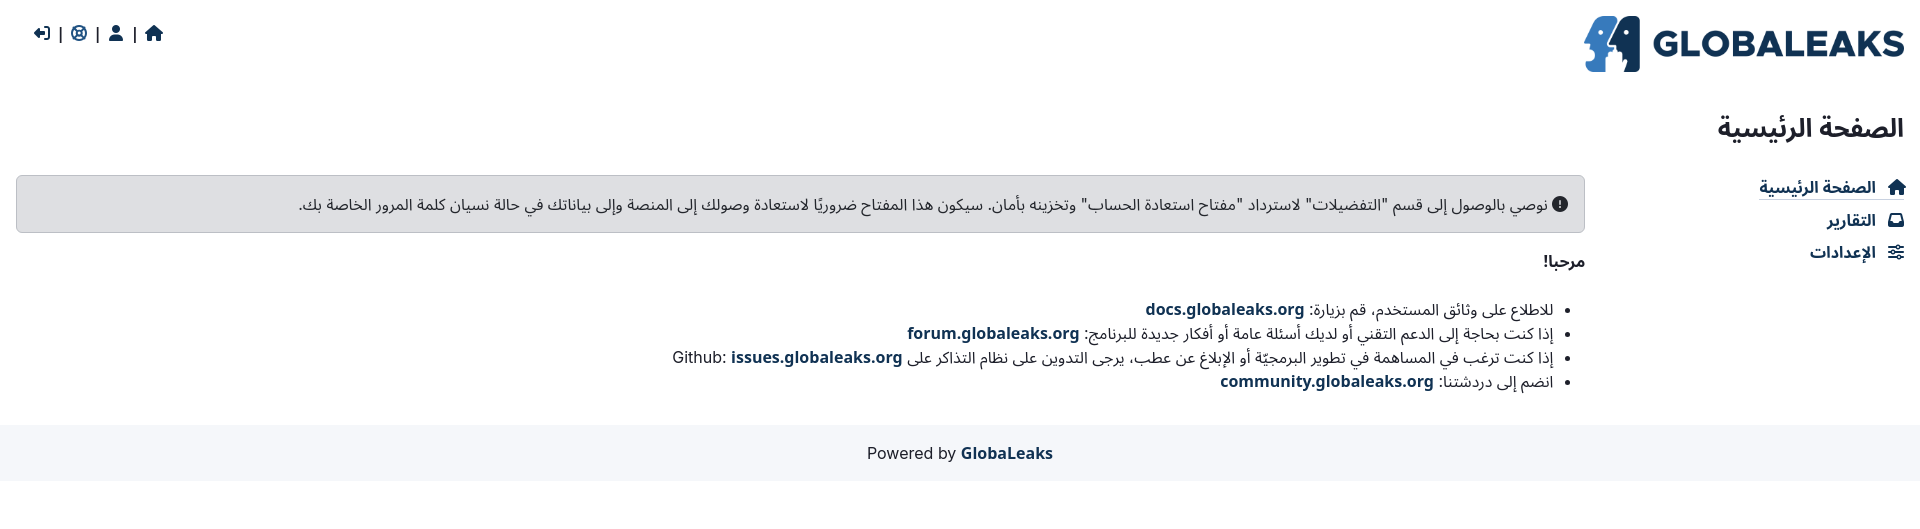 GLOBALEAKS
| | |
الصفحة الرئيسية
الصفحة الرئيسية
التقارير
الإعدادات
نوصي بالوصول إلى قسم "التفضيلات" لاسترداد "مفتاح استعادة الحساب" وتخزينه بأمان. سيكون هذا المفتاح ضروريًا لاستعادة وصولك إلى المنصة وإلى بياناتك في حالة نسيان كلمة المرور الخاصة بك.
مرحبا!
للاطلاع على وثائق المستخدم، قم بزيارة: docs.globaleaks.org
إذا كنت بحاجة إلى الدعم التقني أو لديك أسئلة عامة أو أفكار جديدة للبرنامج: forum.globaleaks.org
إذا كنت ترغب في المساهمة في تطوير البرمجيّة أو الإبلاغ عن عطب، يرجى التدوين على نظام التذاكر على Github: issues.globaleaks.org
انضم إلى دردشتنا: community.globaleaks.org
Powered by GlobaLeaks